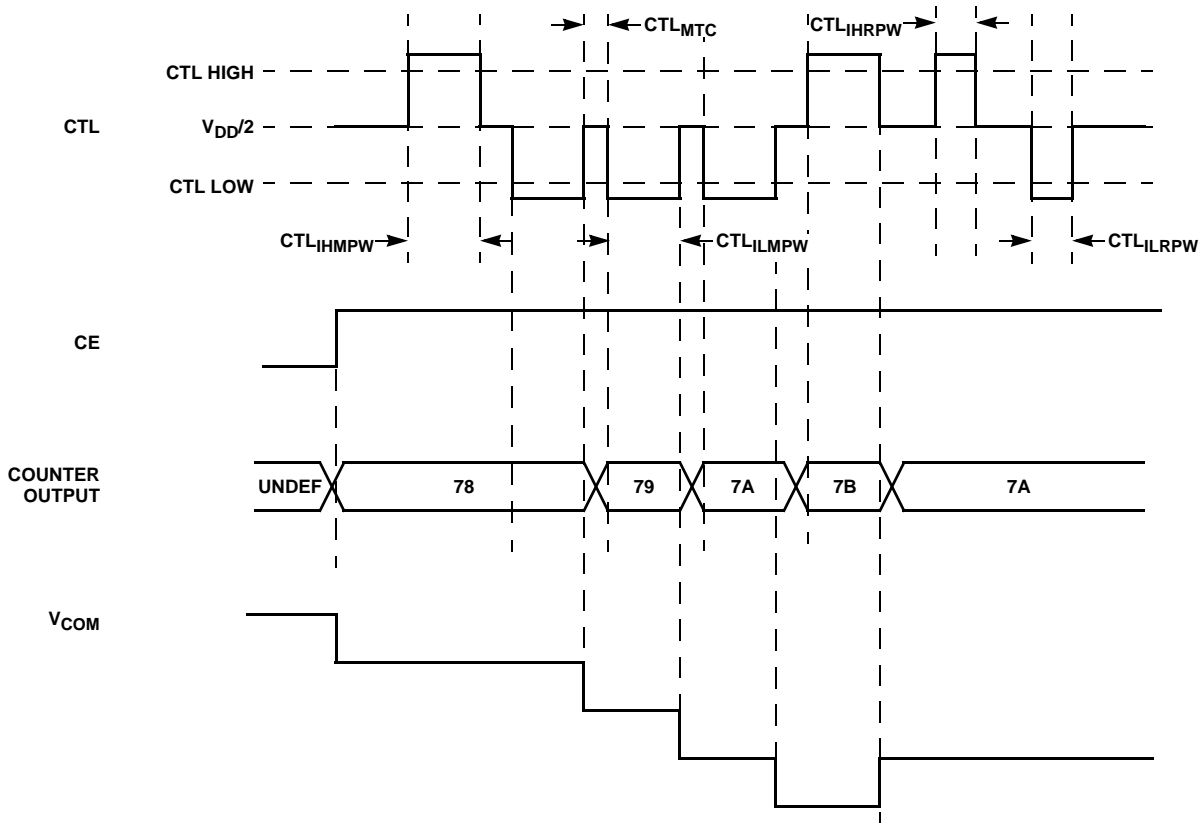 CTL_MTC
CTL_IHRPW
CTL HIGH
CTL
V_DD/2
CTL LOW
CTL_IHMPW
CTL_ILMPW
CTL_ILRPW
CE
COUNTER
OUTPUT
UNDEF
78
79
7A
7B
7A
V_COM